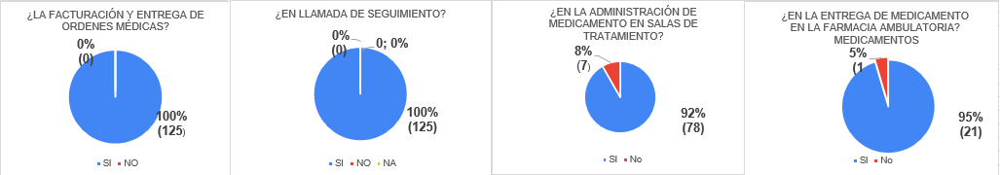 ¿LA FACTURACIÓN Y ENTREGA DE
ORDENES MÉDICAS?
0%
(0)
100%
(125)
SI NO
¿EN LLAMADA DE SEGUIMIENTO?
0%
(0)
0; 0%
100%
(125)
SI NO NA
¿EN LA ADMINISTRACIÓN DE
MEDICAMENTO EN SALAS DE
TRATAMIENTO?
8%
(7)
92%
(78)
SI No
¿EN LA ENTREGA DE MEDICAMENTO
EN LA FARMACIA AMBULATORIA?
MEDICAMENTOS
5%
(1
95%
(21)
SI No